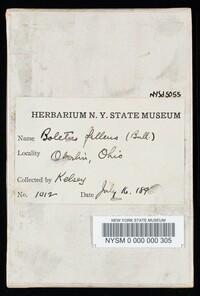 NYS15055
HERBARIUM N. Y. STATE MUSEUM
Name Boletus felleus (Bull.)
Locality
Oberlin, Ohio
Collected by Kelsey
No. 1012 Date July 16. 189
NEW YORK STATE MUSEUM
NYSM 0 000 000 305